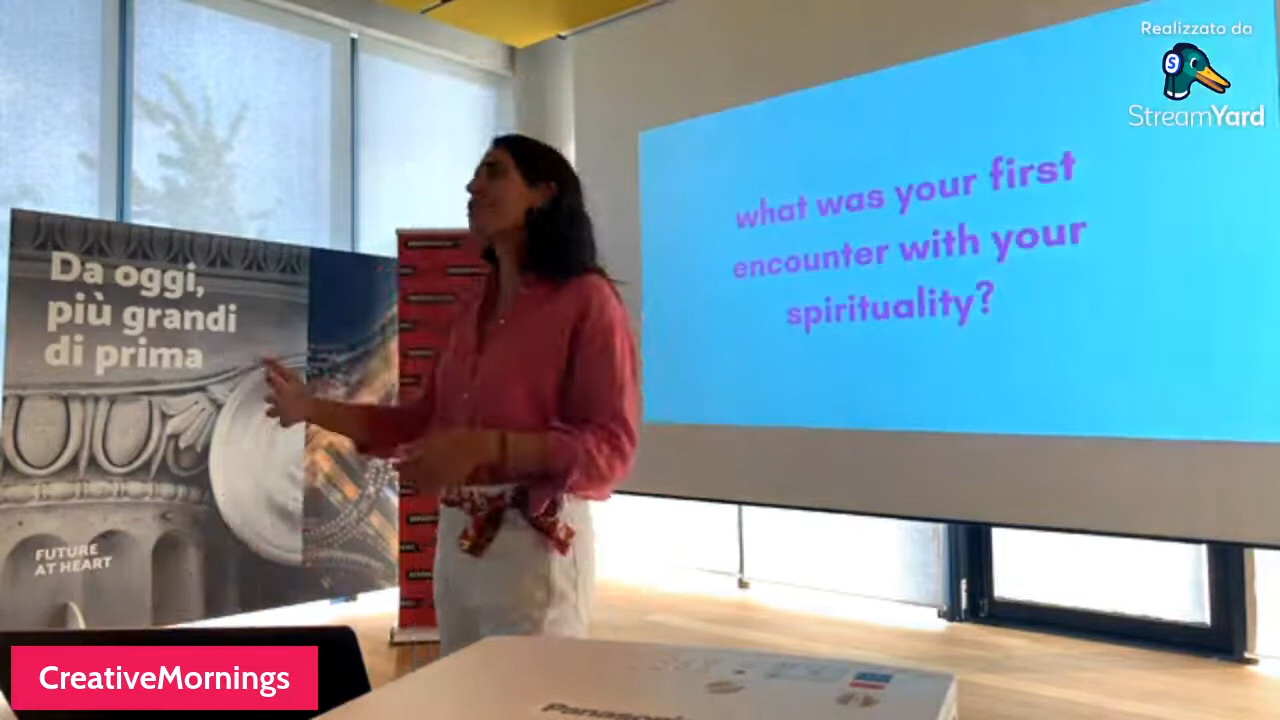 Realizzato da
StreamYard
what was your first
encounter with your
spirituality?
Da oggi,
più grandi
di prima
FUTURE
AT HEART
CreativeMornings